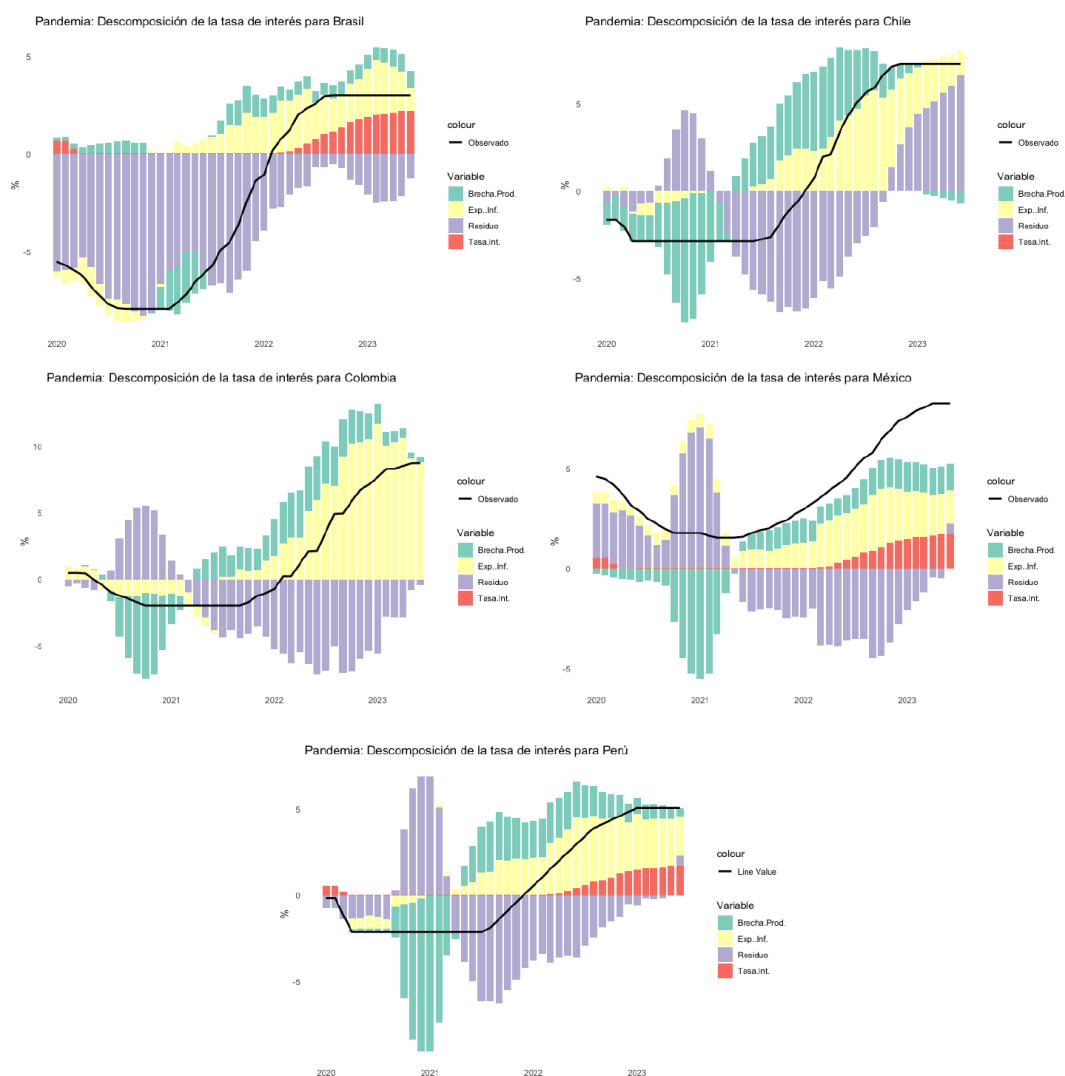 Pandemia: Descomposición de la tasa de interés para Brasil
5
0
-5
%
2020
2021
2022
2023
colour
Observado
Variable
Brecha.Prod.
Exp..Inf.
Residuo
Tasa.Int.
Pandemia: Descomposición de la tasa de interés para Chile
5
0
-5
%
2020
2021
2022
2023
colour
Observado
Variable
Brecha.Prod.
Exp..Inf.
Residuo
Tasa.Int.
Pandemia: Descomposición de la tasa de interés para Colombia
10
5
0
-5
%
2020
2021
2022
2023
colour
Observado
Variable
Brecha.Prod.
Exp..Inf.
Residuo
Tasa.Int.
Pandemia: Descomposición de la tasa de interés para México
5
0
-5
%
2020
2021
2022
2023
colour
Observado
Variable
Brecha.Prod.
Exp..Inf.
Residuo
Tasa.Int.
Pandemia: Descomposición de la tasa de interés para Perú
5
0
-5
%
2020
2021
2022
2023
colour
Line Value
Variable
Brecha.Prod.
Exp..Inf.
Residuo
Tasa.Int.